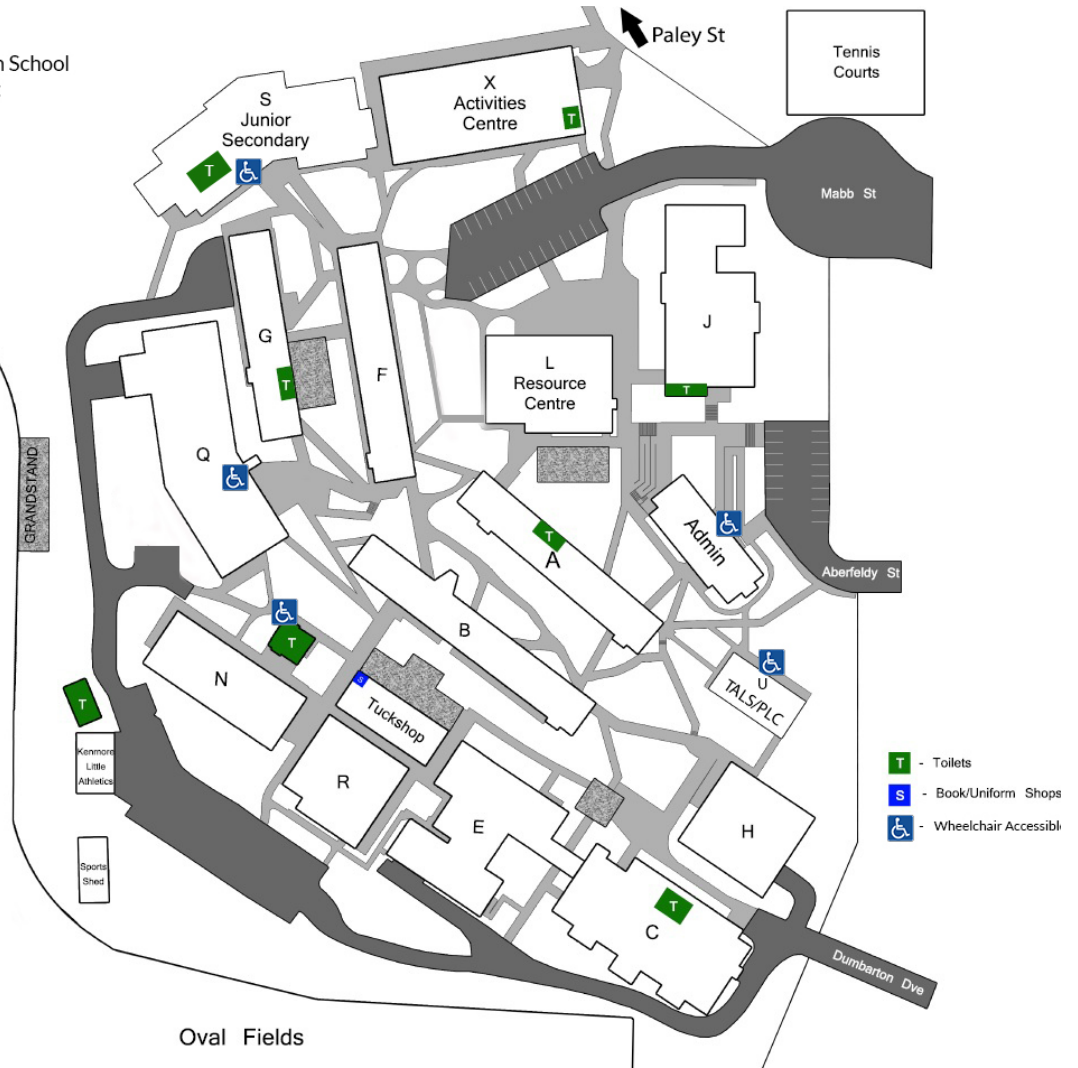 School
Paley St
Tennis
Courts
S
Junior
Secondary
X
Activities
Centre
T
T
Mabb St
G
F
J
L
Resource
Centre
T
T
Q
GRANDSTAND
Admin
T
A
Aberfeldy St
B
T
U
TALS/PLC
N
S
Tuckshop
T
Kenmore
Little
Athletics
R
E
H
T - Toilets
S - Book/Uniform Shops
- Wheelchair Accessible
Sports
Shed
T
C
Dumbarton Dve
Oval Fields